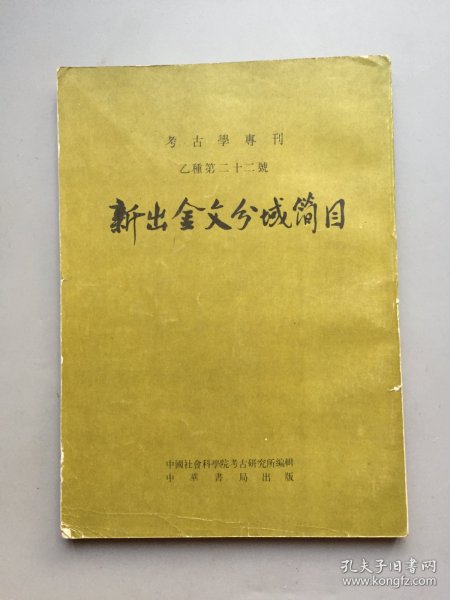 考古學專刊
乙種第二十二號
新出金文分域簡目
中國社會科學院考古研究所編輯
中華書局出版
孔夫子旧书网
www.kongfz.com